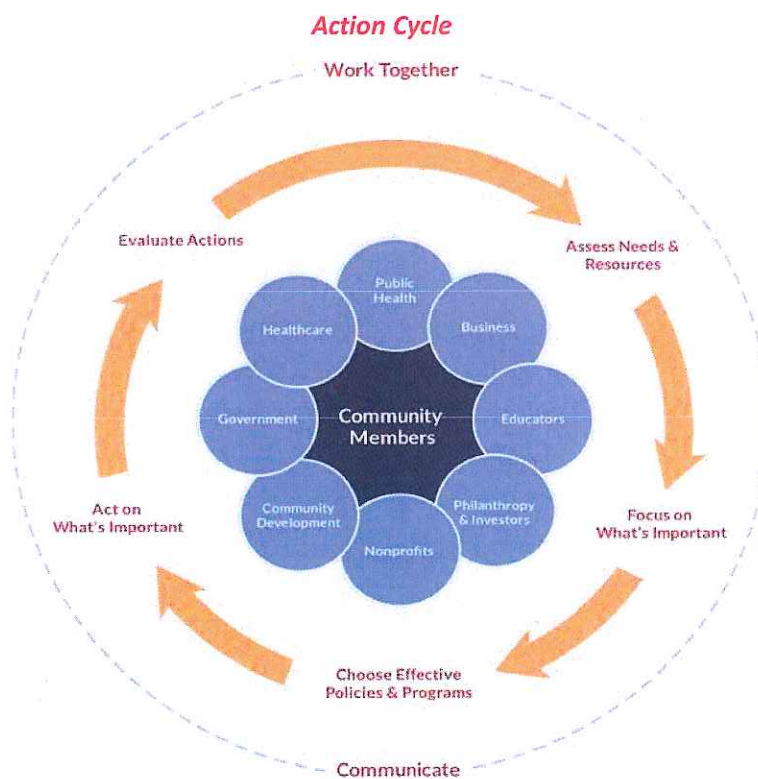 Action Cycle
Work Together
Evaluate Actions
Assess Needs &
Resources
Public
Health
Healthcare
Business
Government
Community
Members
Educators
Act on
What's Important
Community
Development
Philanthropy
& Investors
Focus on
What's Important
Nonprofits
Choose Effective
Policies & Programs
Communicate